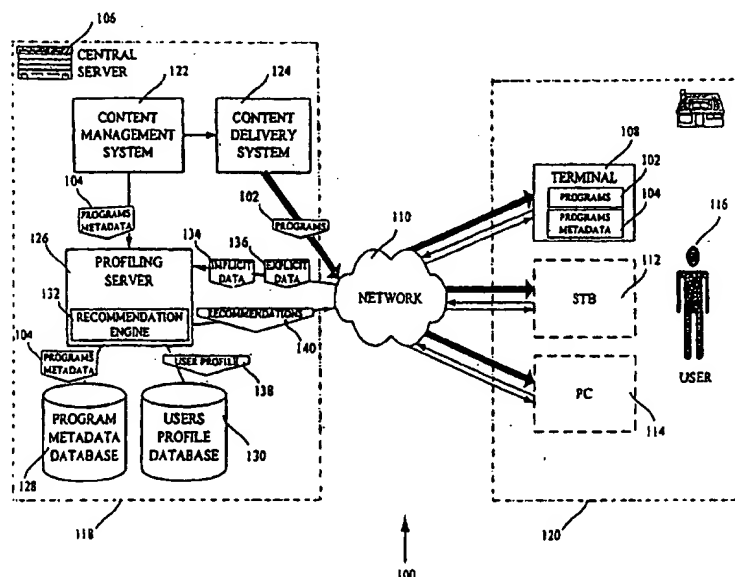 106
CENTRAL
SERVER
122
124
CONTENT
MANAGEMENT
SYSTEM
CONTENT
DELIVERY
SYSTEM
104
PROGRAMS
METADATA
102
PROGRAMS
126
134
136
IMPLICIT
DATA
EXPLICIT
DATA
PROFILING
SERVER
132
RECOMMENDATION
ENGINE
RECOMMENDATIONS
140
104
PROGRAMS
METADATA
USER PROFILE
138
PROGRAM
METADATA
DATABASE
128
USERS
PROFILE
DATABASE
130
118
110
NETWORK
108
102
TERMINAL
104
PROGRAMS
PROGRAMS
METADATA
116
112
STB
USER
PC
114
120
100